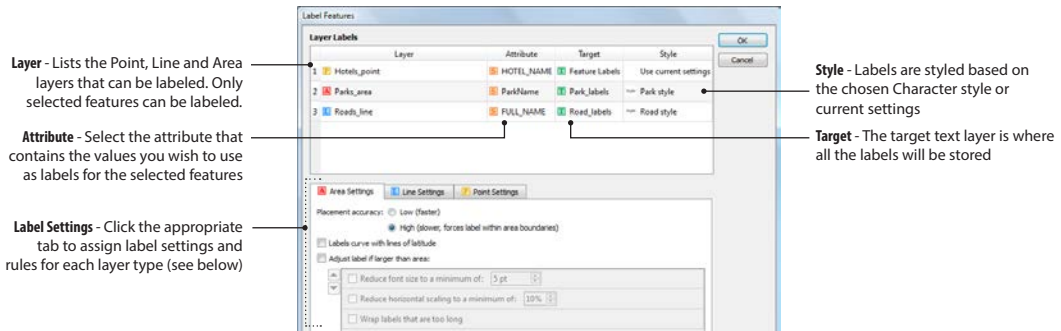 Label Features
Layer Labels
Layer Attribute Target Style
1 Hotels_point HOTEL_NAME Feature Labels Use current settings
2 Parks_area ParkName Park_labels Park style
3 Roads_line FULL_NAME Road_labels Road style
OK
Cancel
Layer - Lists the Point, Line and Area
layers that can be labeled. Only
selected features can be labeled.
Attribute - Select the attribute that
contains the values you wish to use
as labels for the selected features
Label Settings - Click the appropriate
tab to assign label settings and
rules for each layer type (see below)
Style - Labels are styled based on
the chosen Character style or
current settings
Target - The target text layer is where
all the labels will be stored
Area Settings Line Settings Point Settings
Placement accuracy: Low (faster)
High (slower, forces label within area boundaries)
Labels curve with lines of latitude
Adjust label if larger than area:
Reduce font size to a minimum of: 5 pt
Reduce horizontal scaling to a minimum of: 10%
Wrap labels that are too long